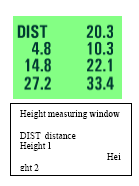 DIST 20.3
4.8 10.3
14.8 22.1
27.2 33.4
Height measuring window
DIST distance
Height 1
Hei
ght 2